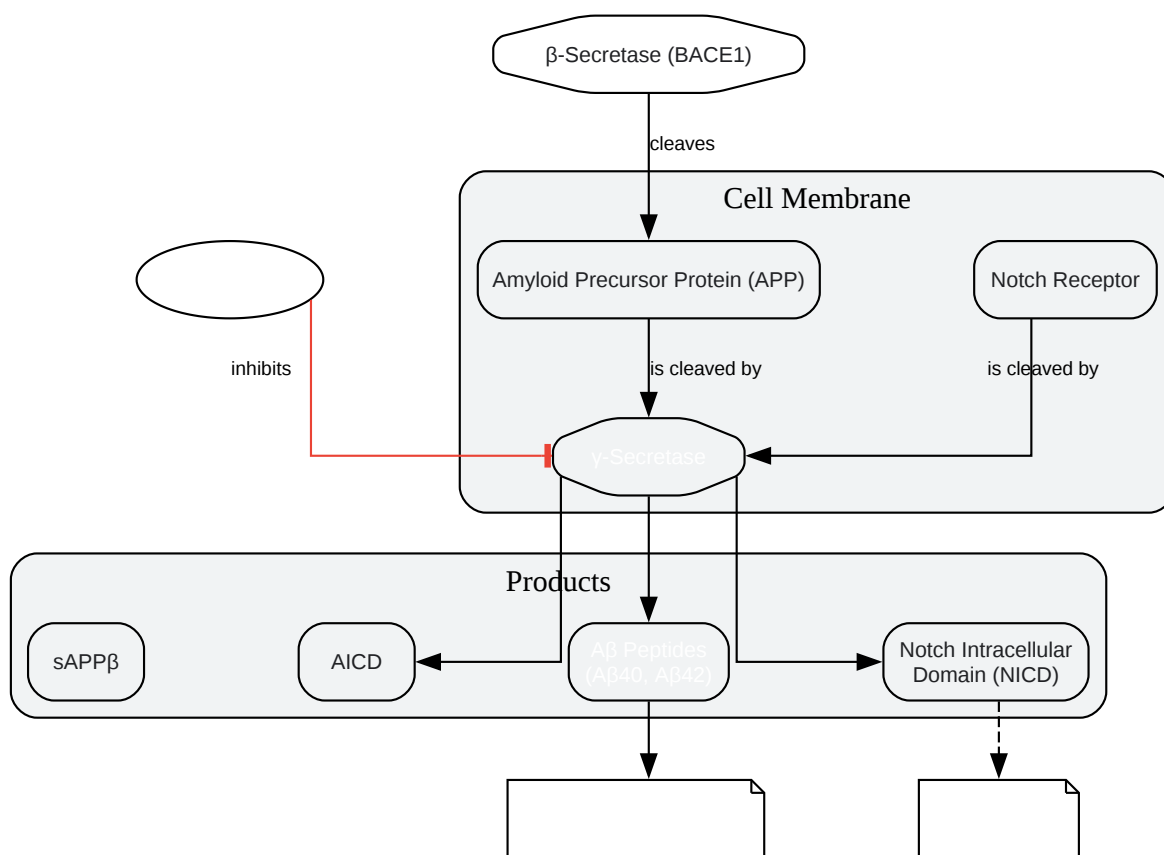 β-Secretase (BACE1)
cleaves
Cell Membrane
Amyloid Precursor Protein (APP)
Notch Receptor
inhibits
is cleaved by
is cleaved by
γ-Secretase
Products
sAPPβ
AICD
Aβ Peptides
(Aβ40, Aβ42)
Notch Intracellular
Domain (NICD)